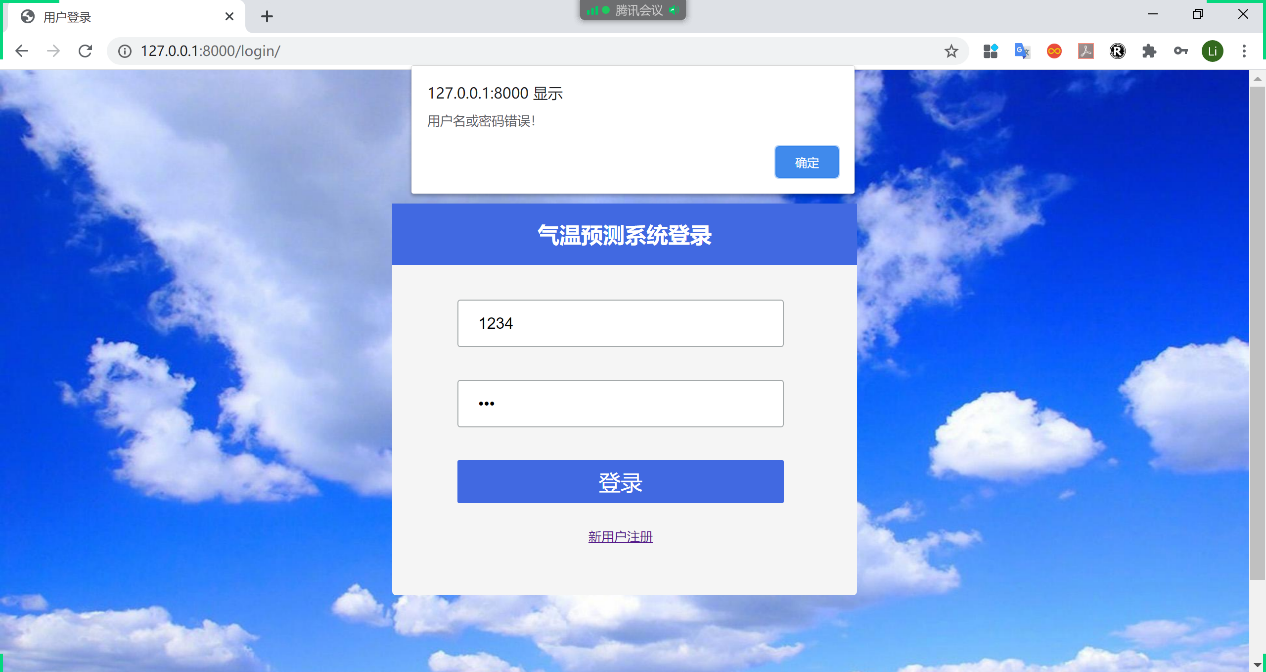 用户登录
腾讯会议
127.0.0.1:8000/login/
Li
127.0.0.1:8000 显示
用户名或密码错误!
确定
气温预测系统登录
1234
•••
登录
新用户注册